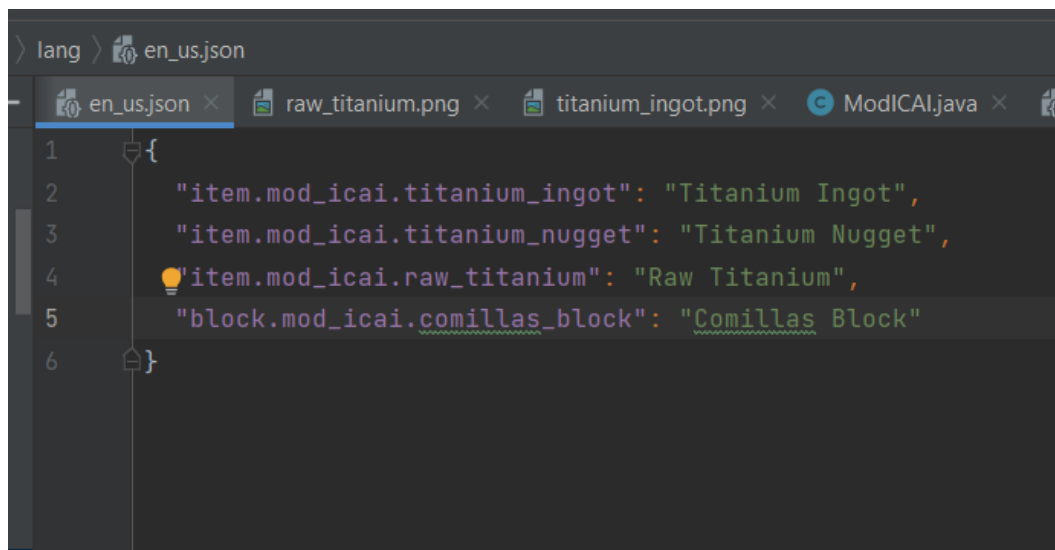 lang en_us.json
en_us.json raw_titanium.png titanium_ingot.png ModICAI.java
1 {
2 "item.mod_icai.titanium_ingot": "Titanium Ingot",
3 "item.mod_icai.titanium_nugget": "Titanium Nugget",
4 "item.mod_icai.raw_titanium": "Raw Titanium",
5 "block.mod_icai.comillas_block": "Comillas Block"
6 }